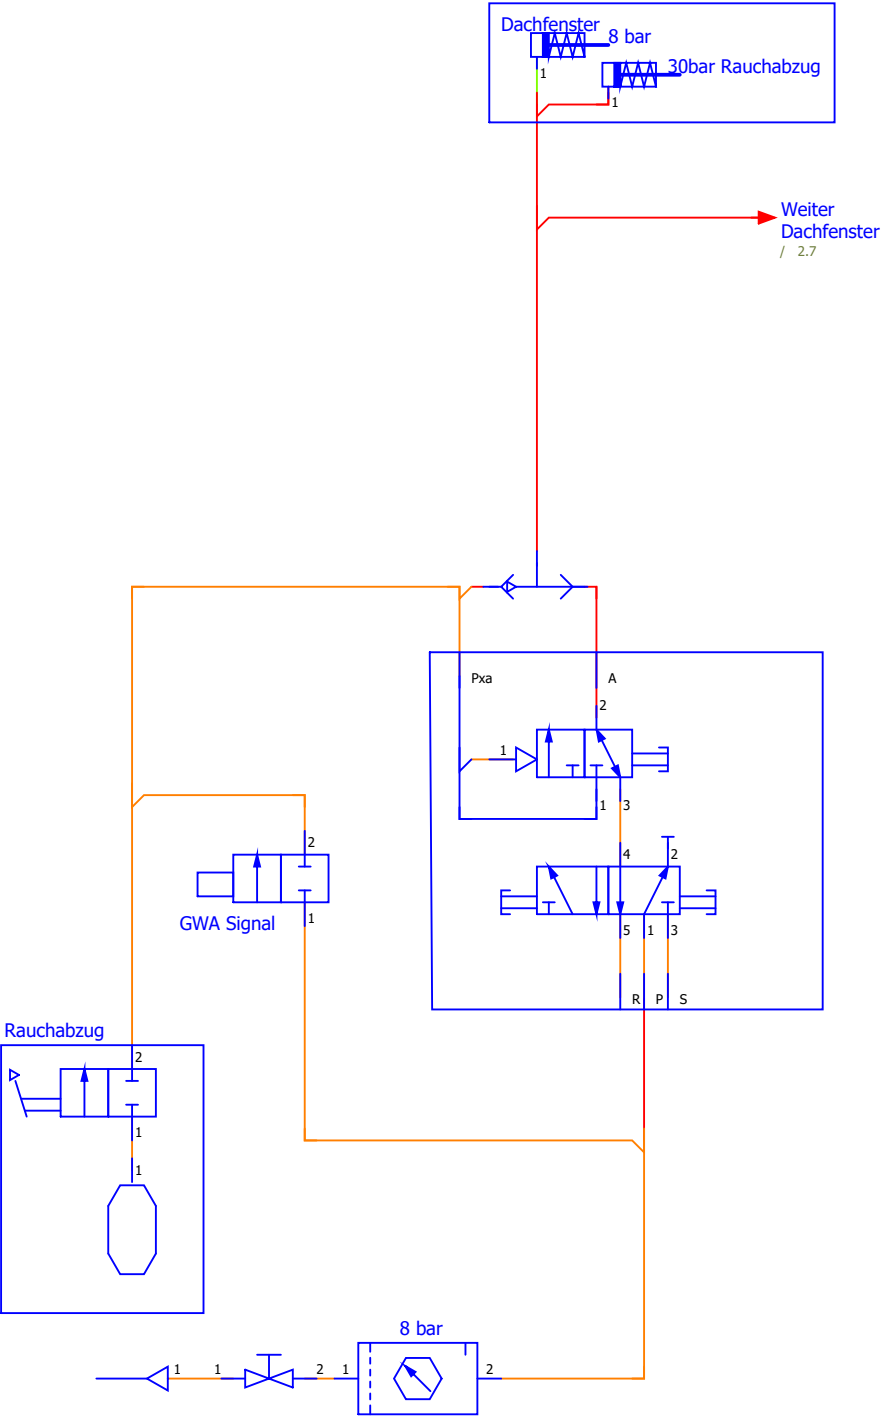 Dachfenster
8 bar
1
30bar Rauchabzug
1
Weiter
Dachfenster
/ 2.7
Pxa
A
2
1
1
3
2
4
2
GWA Signal
1
5
1
3
R
P
S
Rauchabzug
2
1
1
8 bar
1
1
2
1
2